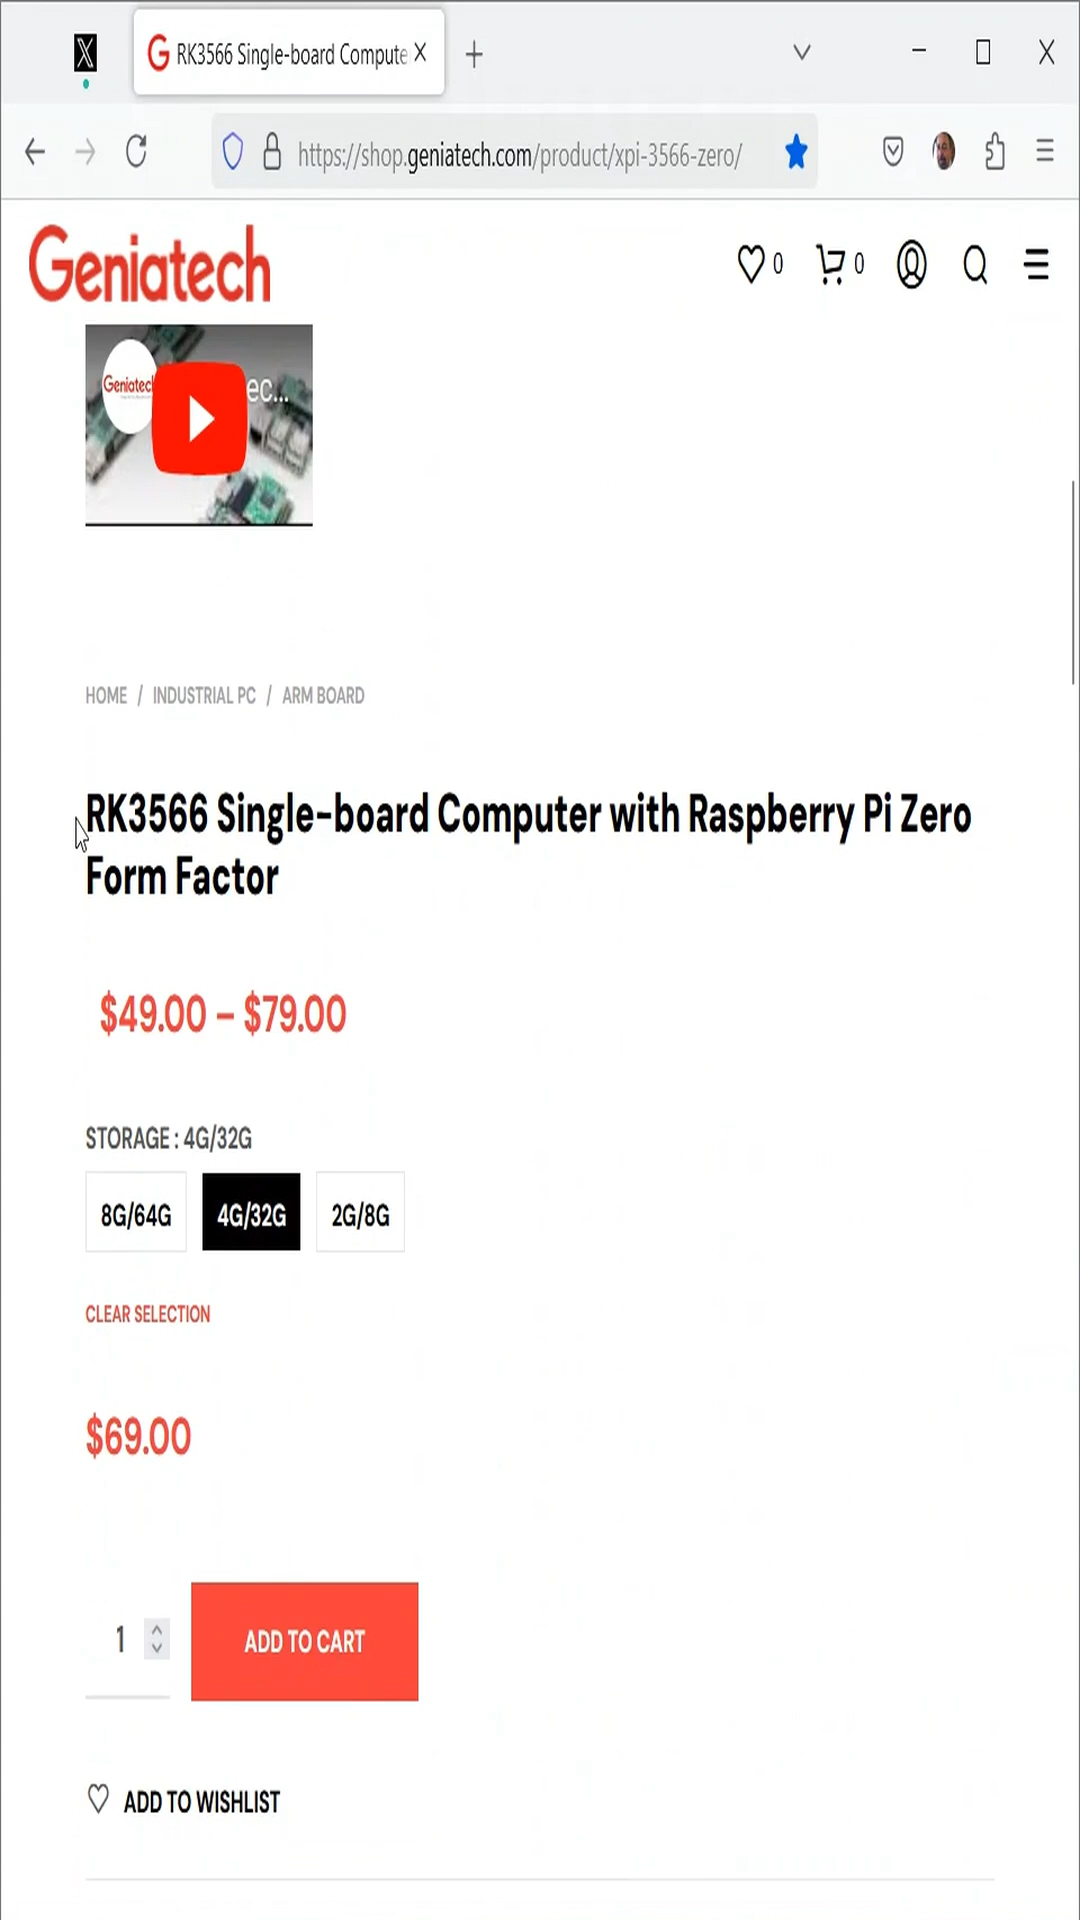 RK3566 Single-board Compute
https://shop.geniatech.com/product/xpi-3566-zero/
Geniatech
0
0
Geniatech
ec...
HOME / INDUSTRIAL PC / ARM BOARD
RK3566 Single-board Computer with Raspberry Pi Zero
Form Factor
$49.00 – $79.00
STORAGE : 4G/32G
8G/64G
4G/32G
2G/8G
CLEAR SELECTION
$69.00
1
ADD TO CART
ADD TO WISHLIST